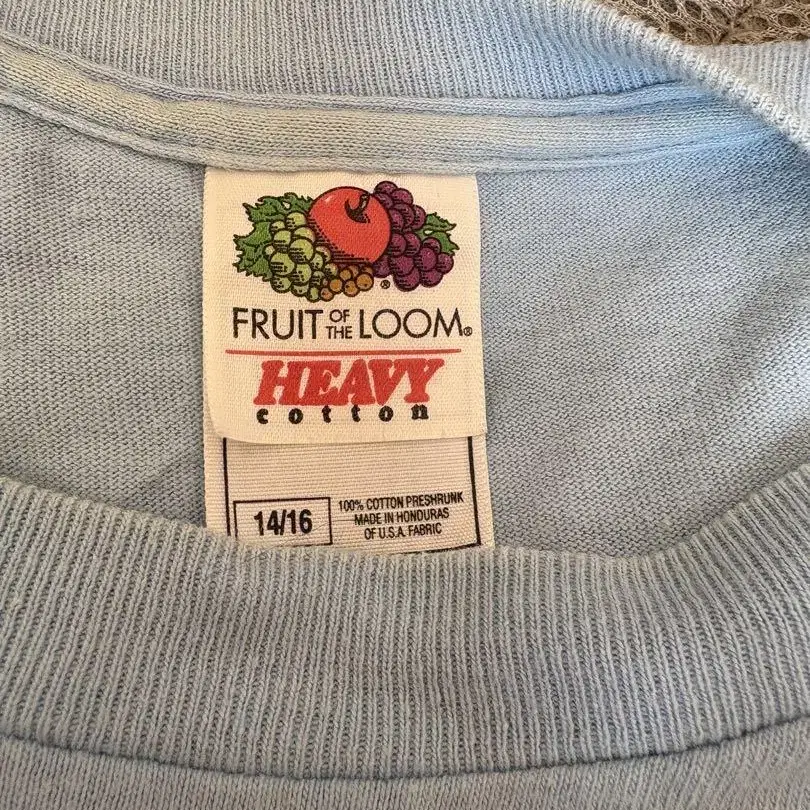 FRUIT OF THE LOOM®
HEAVY
cotton
14/16
100% COTTON PRESHRUNK
MADE IN HONDURAS
OF U.S.A. FABRIC